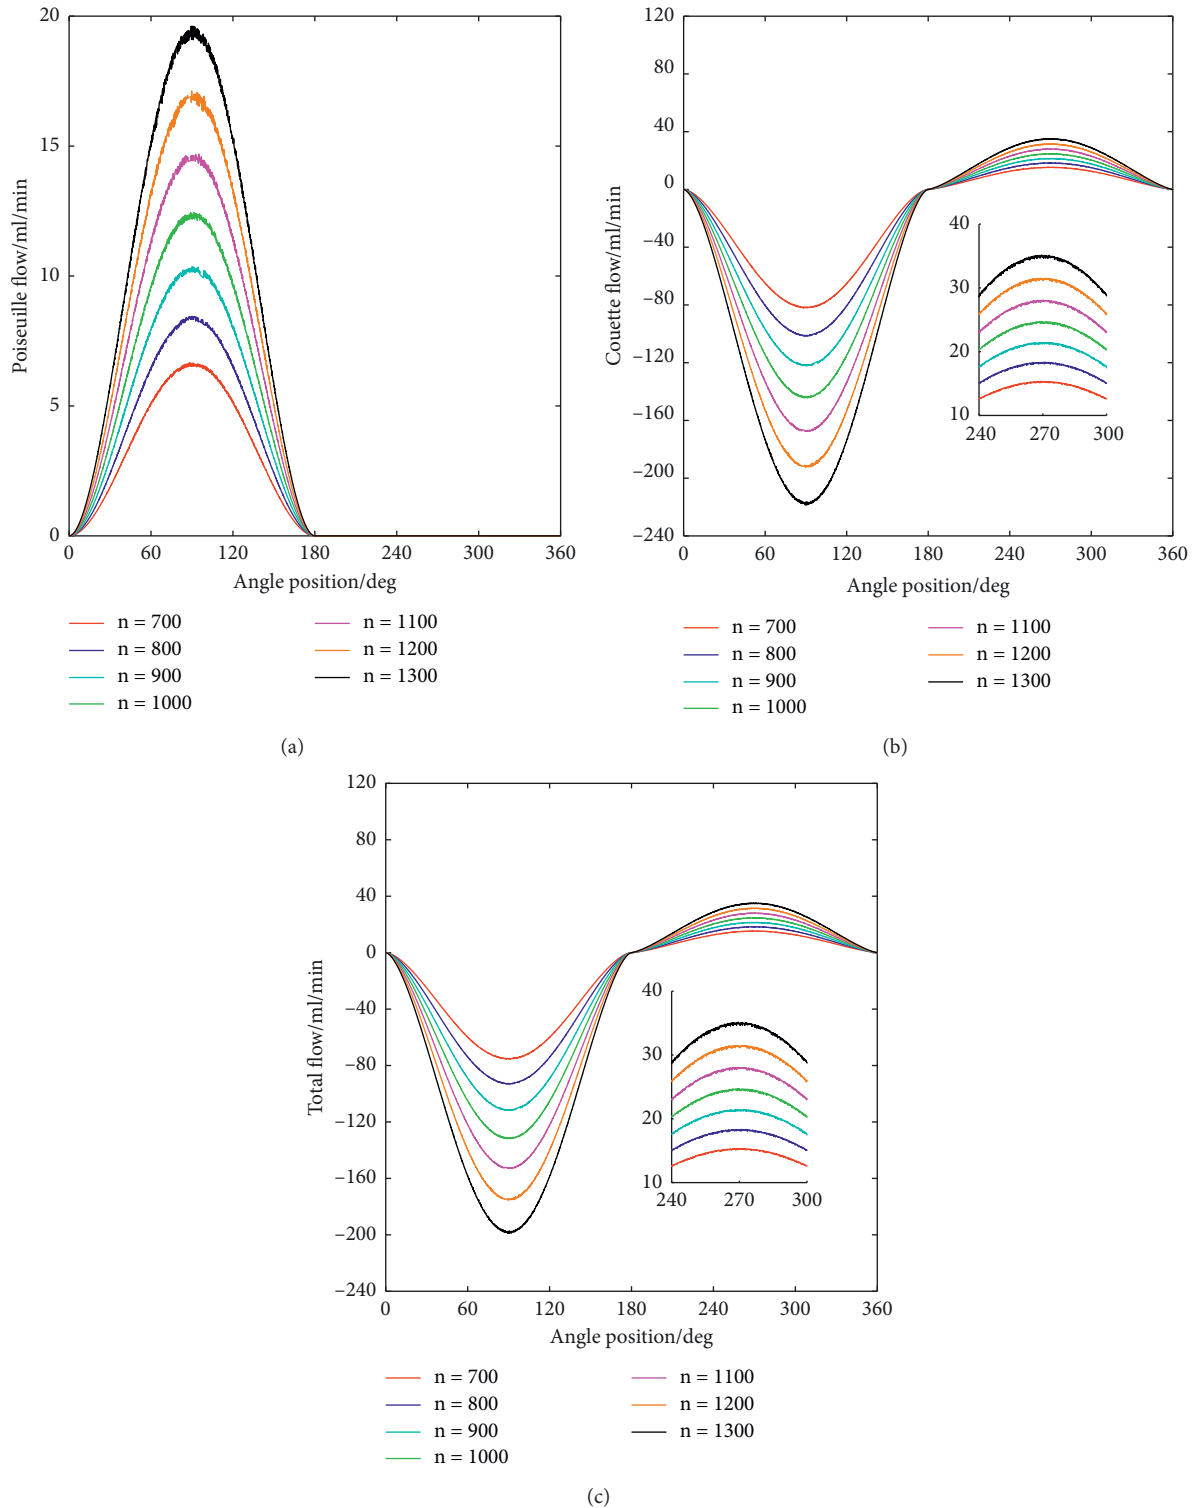 20
15
10
5
0
Poiseuille flow/ml/min
0 60 120 180 240 300 360
Angle position/deg
n = 700
n = 800
n = 900
n = 1000
n = 1100
n = 1200
n = 1300
(a)
120
80
40
0
−40
−80
−120
−160
−200
−240
Couette flow/ml/min
40
30
20
10
240 270 300
0 60 120 180 240 300 360
Angle position/deg
n = 700
n = 800
n = 900
n = 1000
n = 1100
n = 1200
n = 1300
(b)
120
80
40
0
−40
−80
−120
−160
−200
−240
Total flow/ml/min
40
30
20
10
240 270 300
0 60 120 180 240 300 360
Angle position/deg
n = 700
n = 800
n = 900
n = 1000
n = 1100
n = 1200
n = 1300
(c)